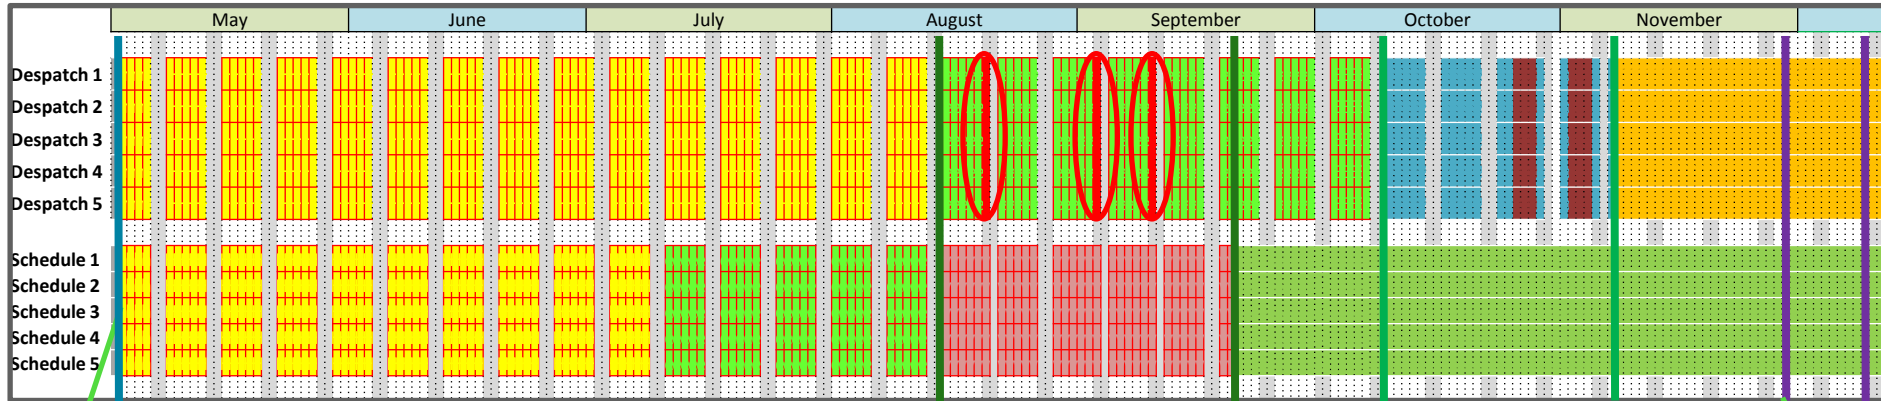 May June July August September October November
Despatch 1
Despatch 2
Despatch 3
Despatch 4
Despatch 5
Schedule 1
Schedule 2
Schedule 3
Schedule 4
Schedule 5